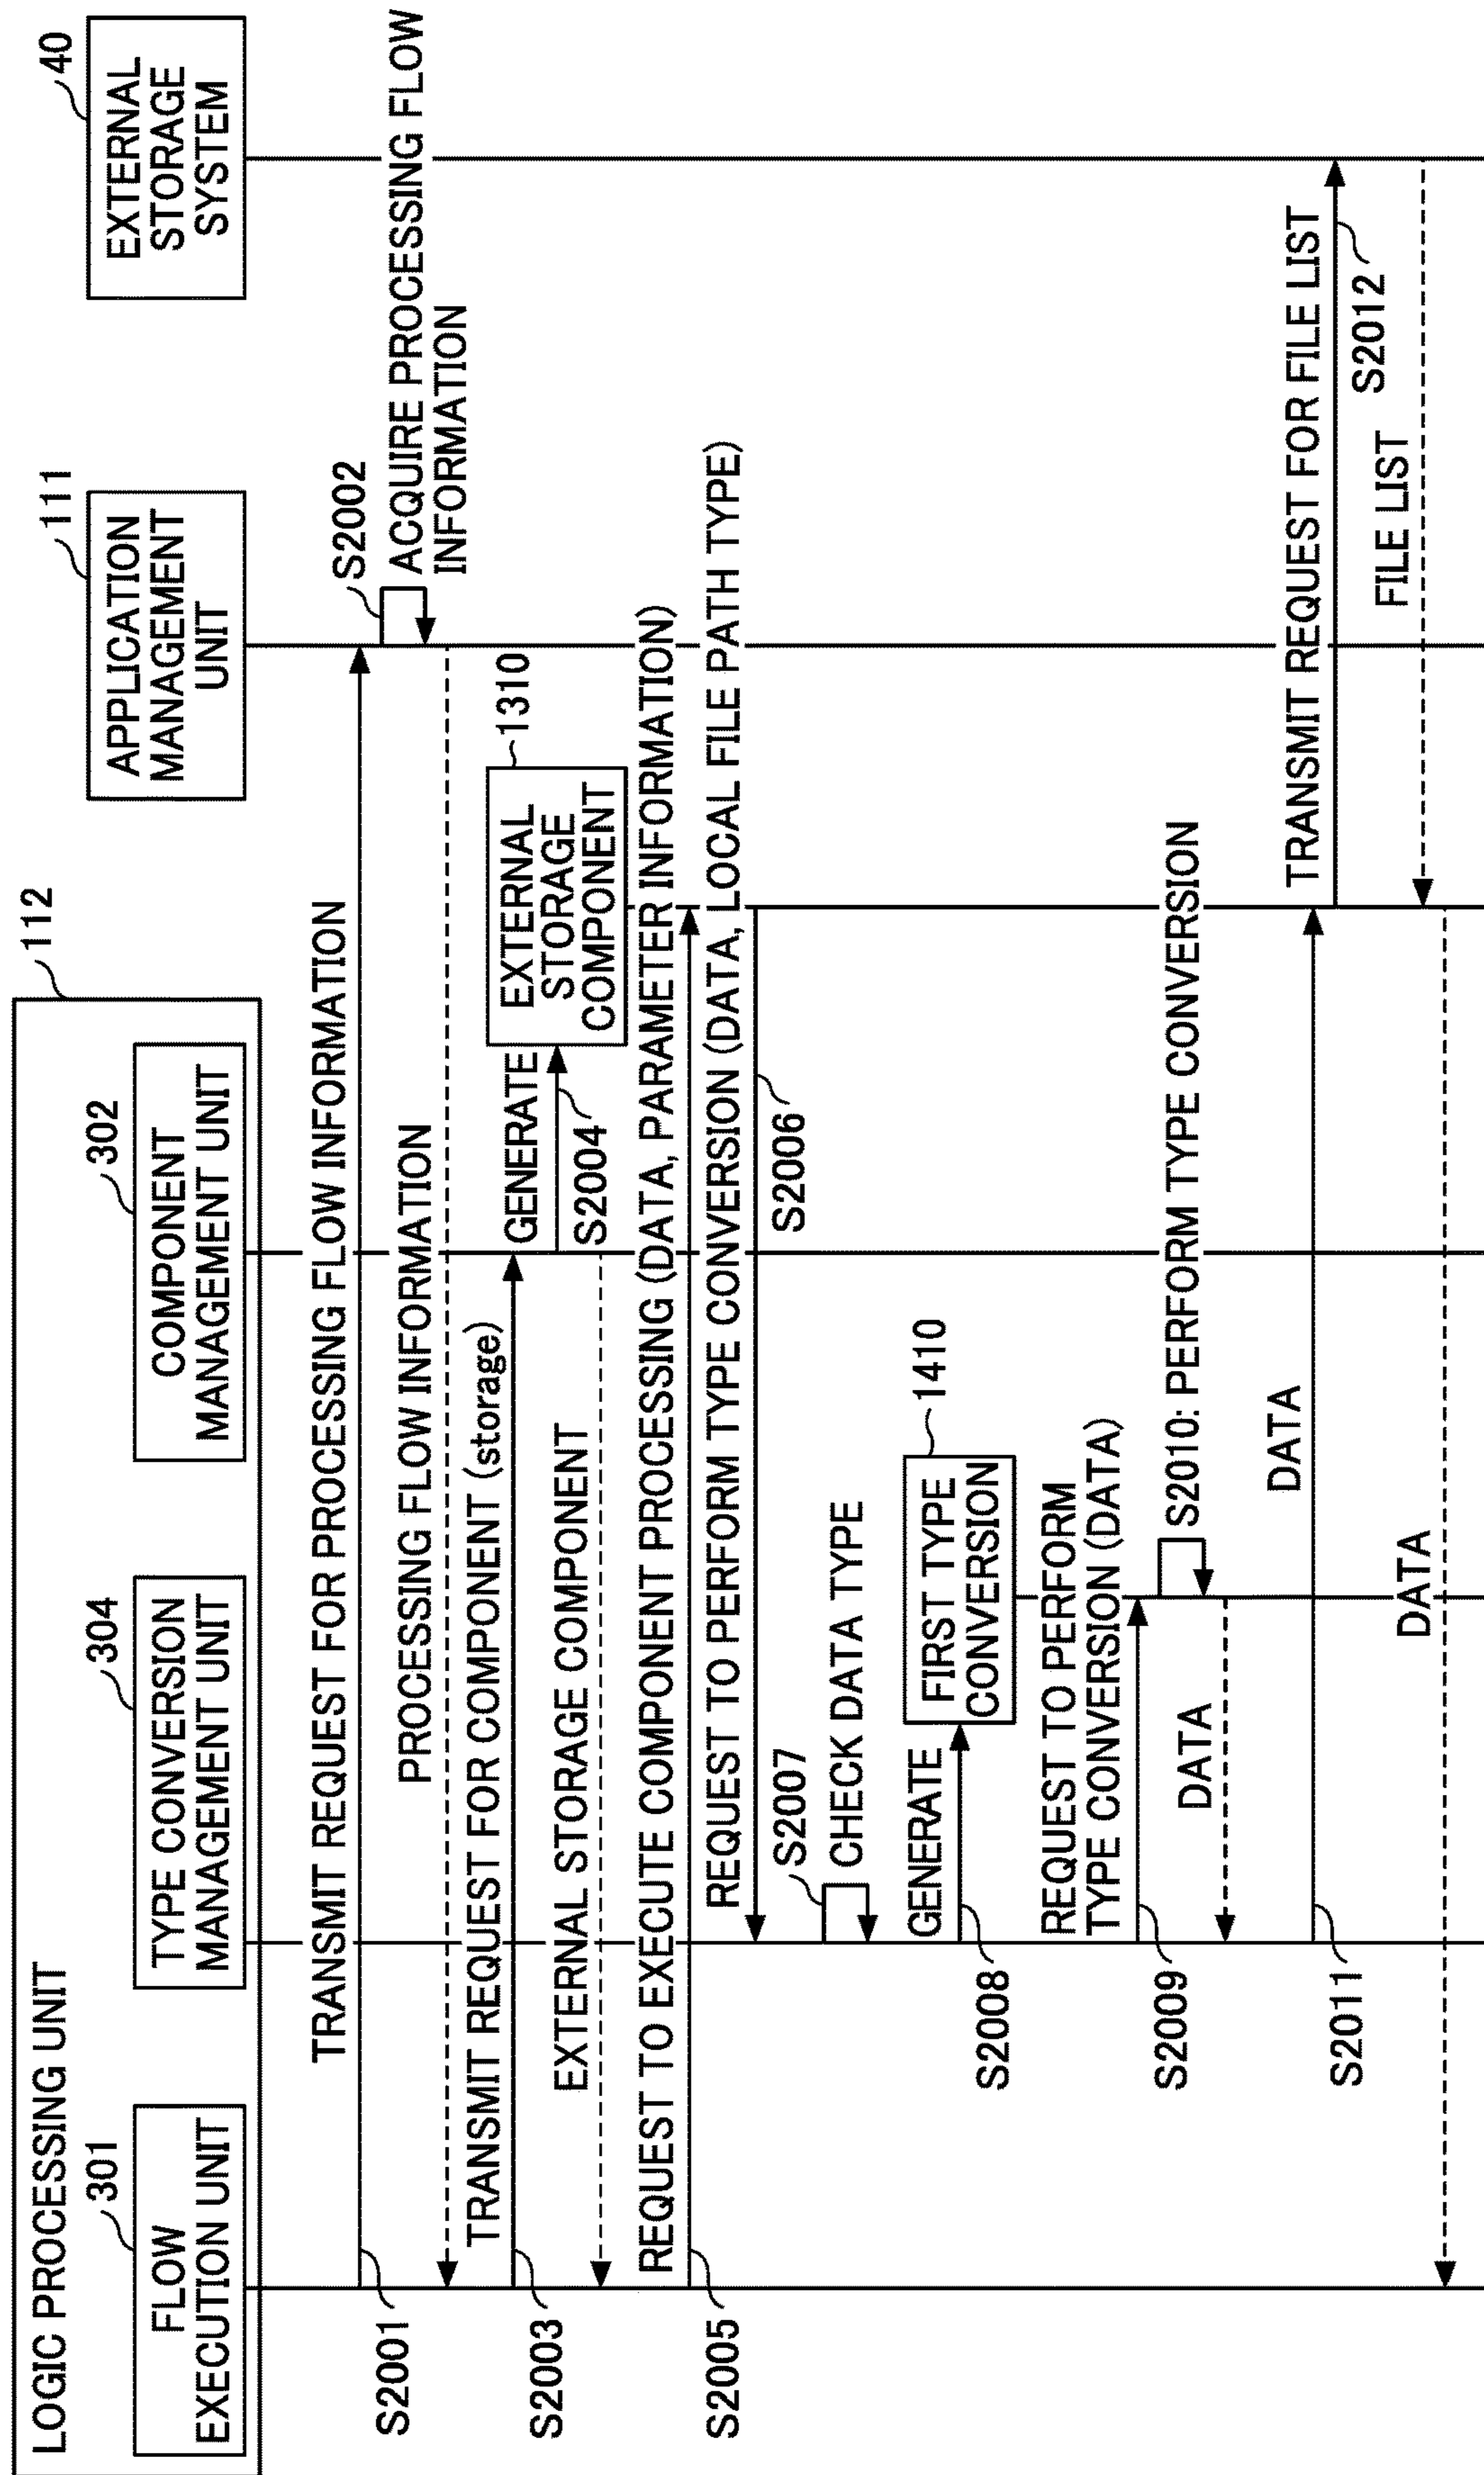 LOGIC PROCESSING UNIT
112
301
FLOW
EXECUTION UNIT
304
TYPE CONVERSION
MANAGEMENT UNIT
302
COMPONENT
MANAGEMENT UNIT
111
APPLICATION
MANAGEMENT
UNIT
40
EXTERNAL
STORAGE
SYSTEM
TRANSMIT REQUEST FOR PROCESSING FLOW INFORMATION
S2001
S2002
ACQUIRE PROCESSING FLOW
INFORMATION
PROCESSING FLOW INFORMATION
TRANSMIT REQUEST FOR COMPONENT (storage)
S2003
GENERATE
S2004
1310
EXTERNAL
STORAGE
COMPONENT
EXTERNAL STORAGE COMPONENT
REQUEST TO EXECUTE COMPONENT PROCESSING (DATA, PARAMETER INFORMATION)
S2005
REQUEST TO PERFORM TYPE CONVERSION (DATA, LOCAL FILE PATH TYPE)
S2006
S2007
CHECK DATA TYPE
GENERATE
S2008
1410
FIRST TYPE
CONVERSION
REQUEST TO PERFORM
TYPE CONVERSION (DATA)
S2009
S2010: PERFORM TYPE CONVERSION
DATA
DATA
S2011
TRANSMIT REQUEST FOR FILE LIST
S2012
FILE LIST
DATA